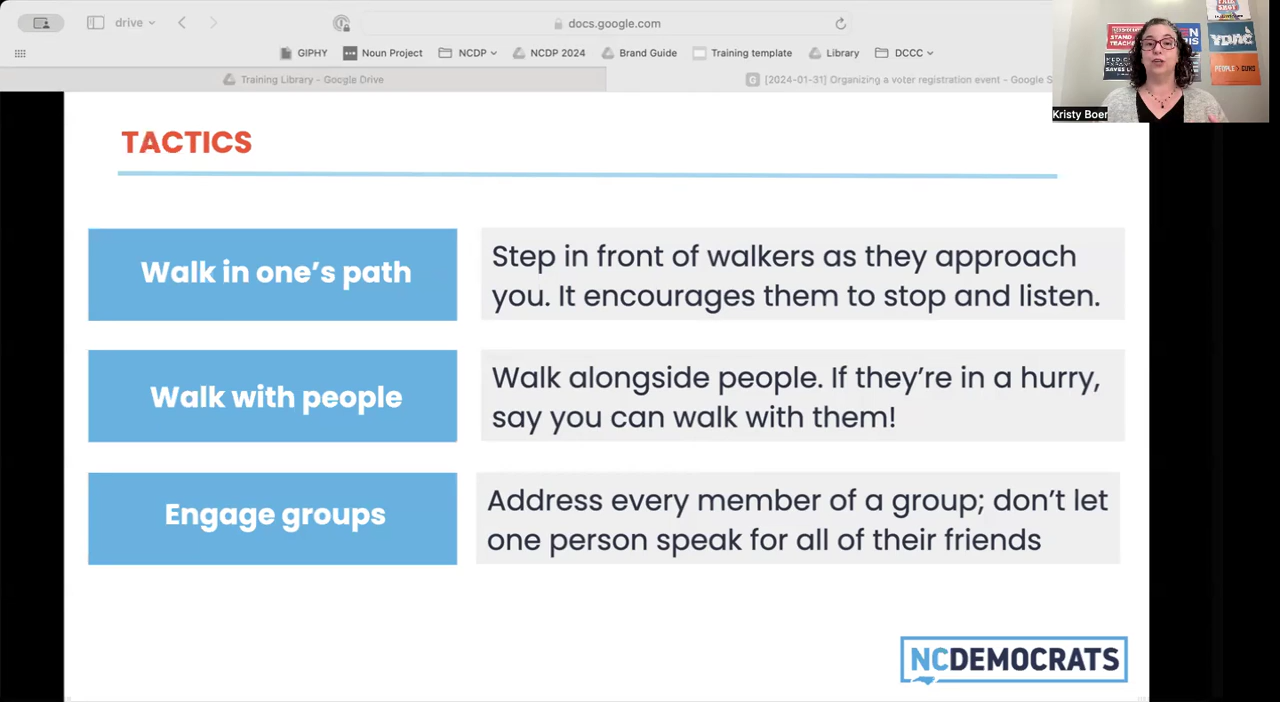 drive
docs.google.com
GIPHY
Noun Project
NCDP
NCDP 2024
Brand Guide
Training template
Library
DCCC
Training Library - Google Drive
[2024-01-31] Organizing a voter registration event - Google S
STAND
TEACHE
YDNC
PEOPLE
Kristy Boer
TACTICS
Walk in one’s path
Step in front of walkers as they approach
you. It encourages them to stop and listen.
Walk with people
Walk alongside people. If they’re in a hurry,
say you can walk with them!
Engage groups
Address every member of a group; don’t let
one person speak for all of their friends
NCDEMOCRATS